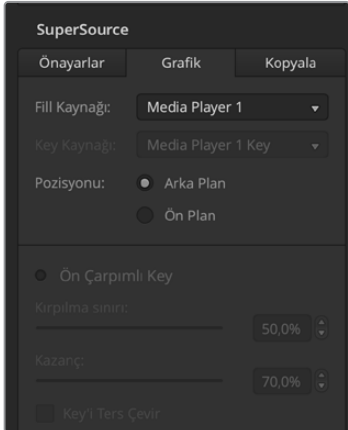 SuperSource
Önayarlar Grafik Kopyala
Fill Kaynağı: Media Player 1
Key Kaynağı: Media Player 1 Key
Pozisyonu: Arka Plan
Ön Plan
Ön Çarpımlı Key
Kırpılma sınırı:
50,0%
Kazanç:
70,0%
Key'i Ters Çevir